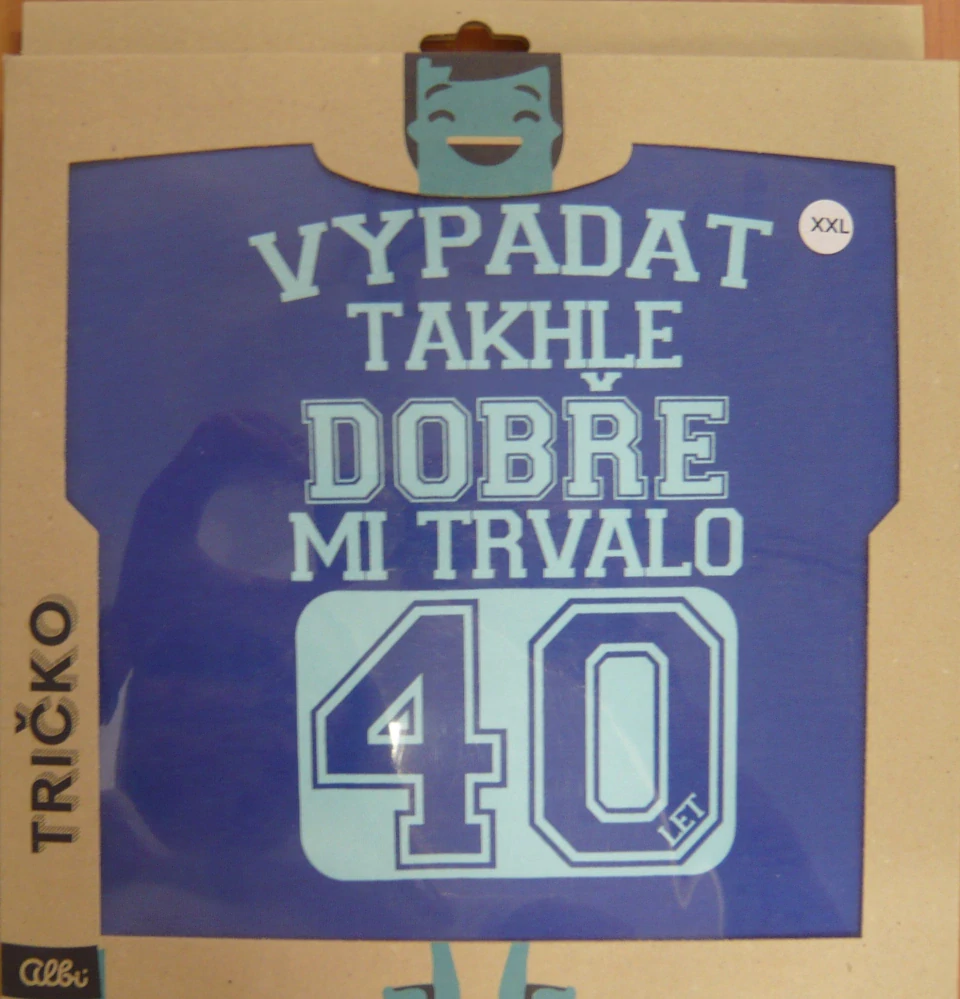 VYPADAT
XXL
TAKHLE
DOBŘE
MI TRVALO
40
LET
TRIČKO
Albi